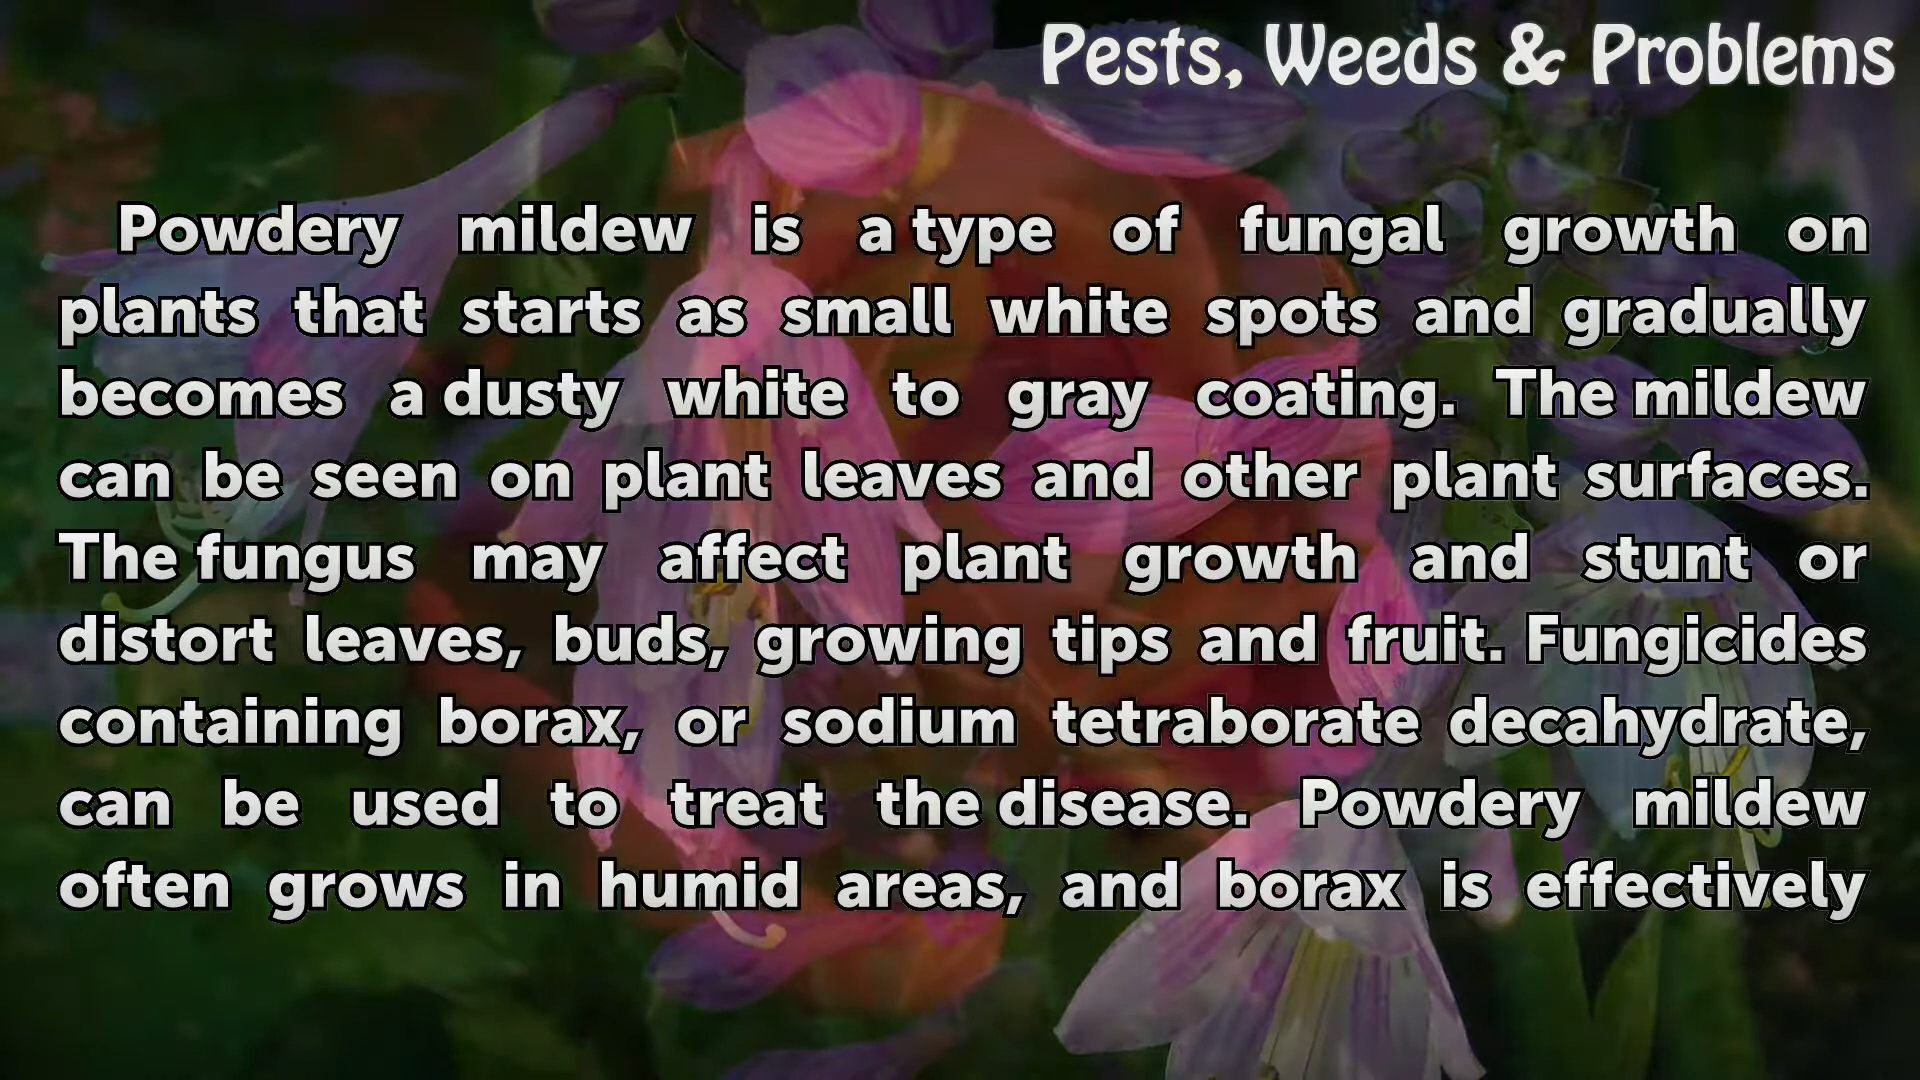 Pests, Weeds & Problems
Powdery mildew is a type of fungal growth on
plants that starts as small white spots and gradually
becomes a dusty white to gray coating. The mildew
can be seen on plant leaves and other plant surfaces.
The fungus may affect plant growth and stunt or
distort leaves, buds, growing tips and fruit. Fungicides
containing borax, or sodium tetraborate decahydrate,
can be used to treat the disease. Powdery mildew
often grows in humid areas, and borax is effectively